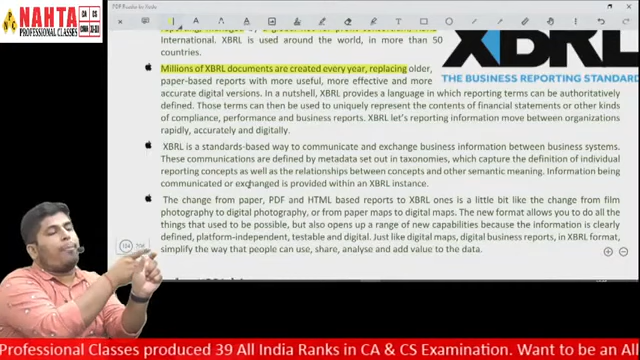 NAHTA
PROFESSIONAL CLASSES
CA
CS
CMA
PDF Reader by Xodo
International. XBRL is used around the world, in more than 50
countries.
Millions of XBRL documents are created every year, replacing older,
paper-based reports with more useful, more effective and more
accurate digital versions. In a nutshell, XBRL provides a language in which reporting terms can be authoritatively
defined. Those terms can then be used to uniquely represent the contents of financial statements or other kinds
of compliance, performance and business reports. XBRL let's reporting information move between organizations
rapidly, accurately and digitally.
XBRL
THE BUSINESS REPORTING STANDAR
XBRL is a standards-based way to communicate and exchange business information between business systems.
These communications are defined by metadata set out in taxonomies, which capture the definition of individual
reporting concepts as well as the relationships between concepts and other semantic meaning. Information being
communicated or exchanged is provided within an XBRL instance.
The change from paper, PDF and HTML based reports to XBRL ones is a little bit like the change from film
photography to digital photography, or from paper maps to digital maps. The new format allows you to do all the
things that used to be possible, but also opens up a range of new capabilities because the information is clearly
defined, platform-independent, testable and digital. Just like digital maps, digital business reports, in XBRL format,
simplify the way that people can use, share, analyse and add value to the data.
Professional Classes produced 39 All India Ranks in CA & CS Examination. Want to be an All